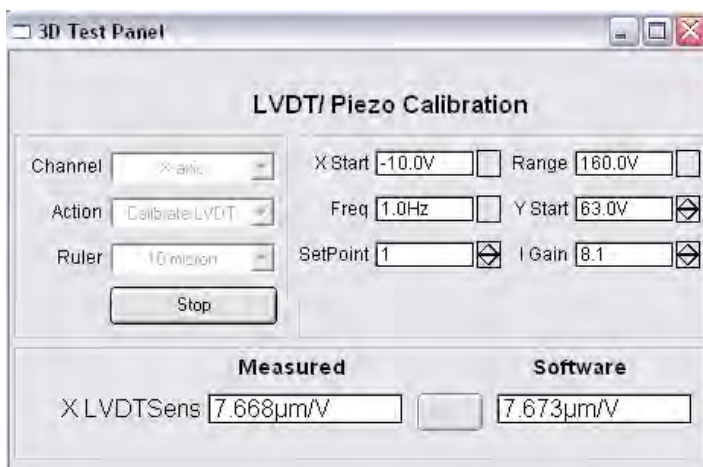 3D Test Panel
LVDT/ Piezo Calibration
Channel X-axis X Start -10.0V Range 160.0V
Action Calibrate LVDT Freq 1.0Hz Y Start 63.0V
Ruler 10 micron SetPoint 1 I Gain 8.1
Stop
Measured Software
X LVDTSens 7.668µm/V 7.673µm/V